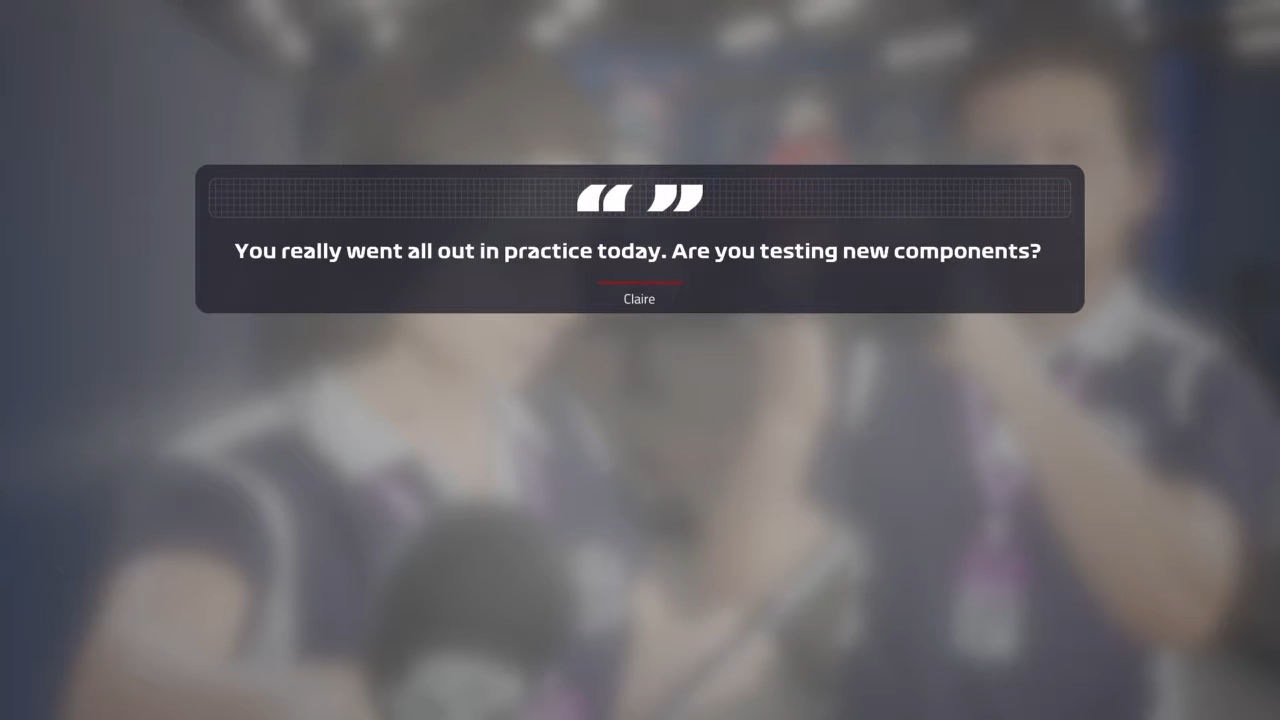 “ ”
You really went all out in practice today. Are you testing new components?
Claire